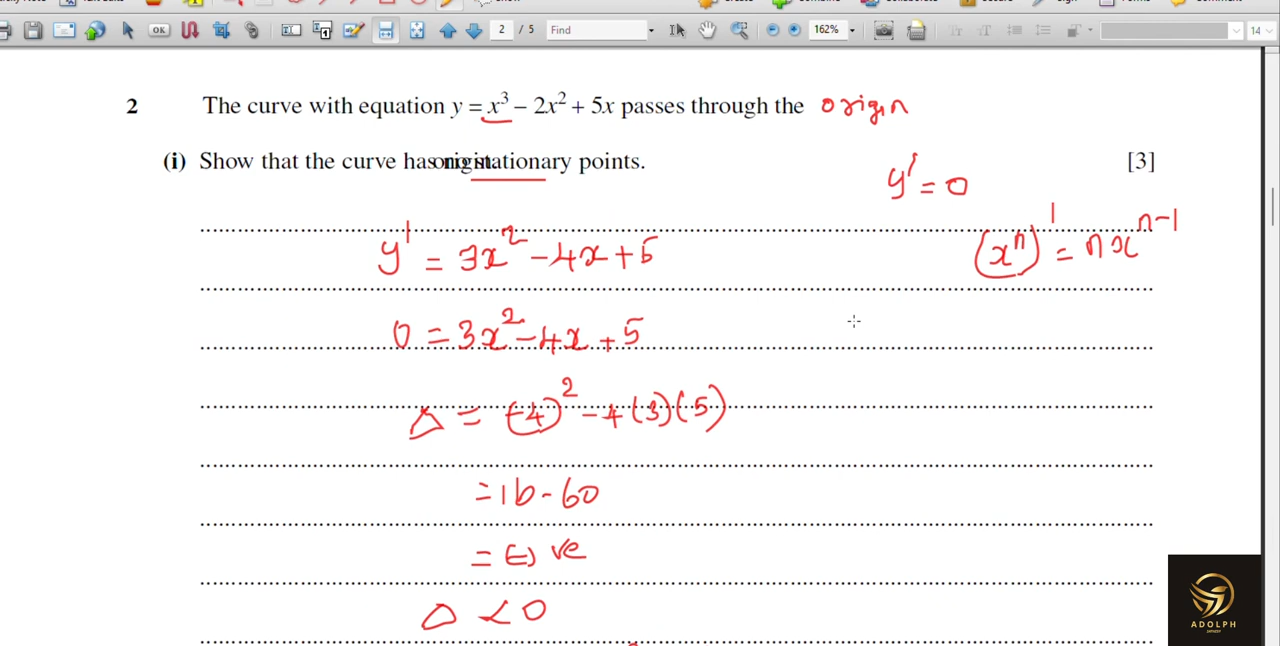 2 / 5 Find 162% 14
2 The curve with equation y = x³ − 2x² + 5x passes through the origin
(i) Show that the curve has no stationary points. [3]
y' = 0
(xⁿ)' = nxⁿ⁻¹
y' = 3x² − 4x + 5
0 = 3x² − 4x + 5
Δ = (−4)² − 4(3)(5)
= 16 − 60
= (−) ve
Δ < 0
ADOLPH